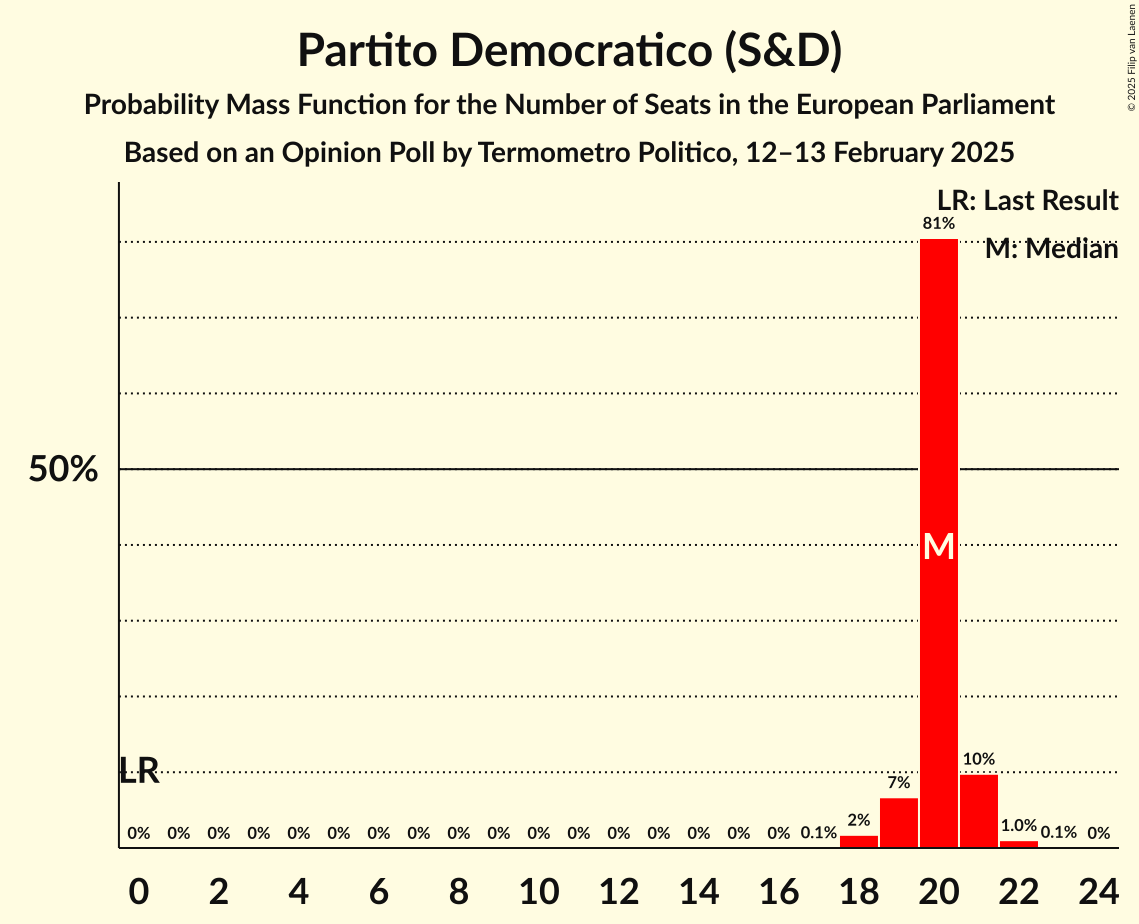 Partito Democratico (S&D)
Probability Mass Function for the Number of Seats in the European Parliament
Based on an Opinion Poll by Termometro Politico, 12–13 February 2025
© 2025 Filip van Laenen
LR: Last Result
M: Median
81%
50%
M
LR
10%
7%
2%
1.0%
0% 0% 0% 0% 0% 0% 0% 0% 0% 0% 0% 0% 0% 0% 0% 0% 0% 0.1% 0.1% 0%
0 2 4 6 8 10 12 14 16 18 20 22 24